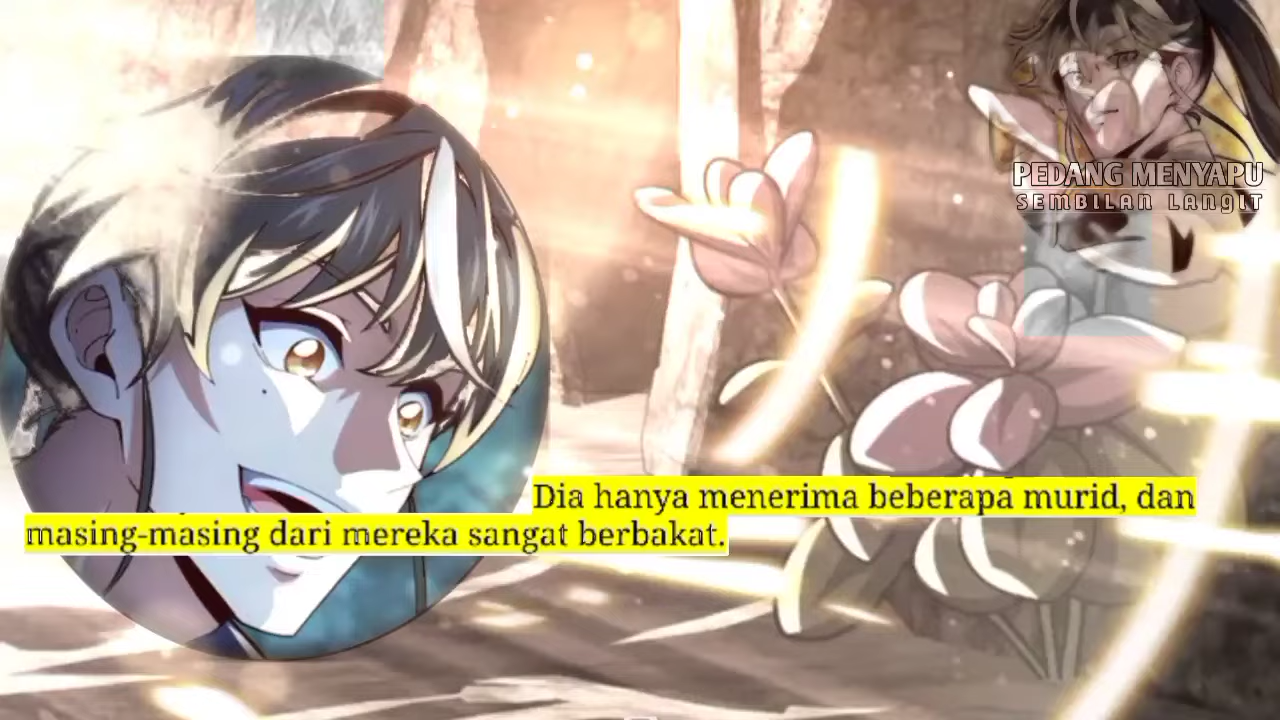 PEDANG MENYAPU
SEMBILAN LANGIT
Dia hanya menerima beberapa murid, dan
masing-masing dari mereka sangat berbakat.